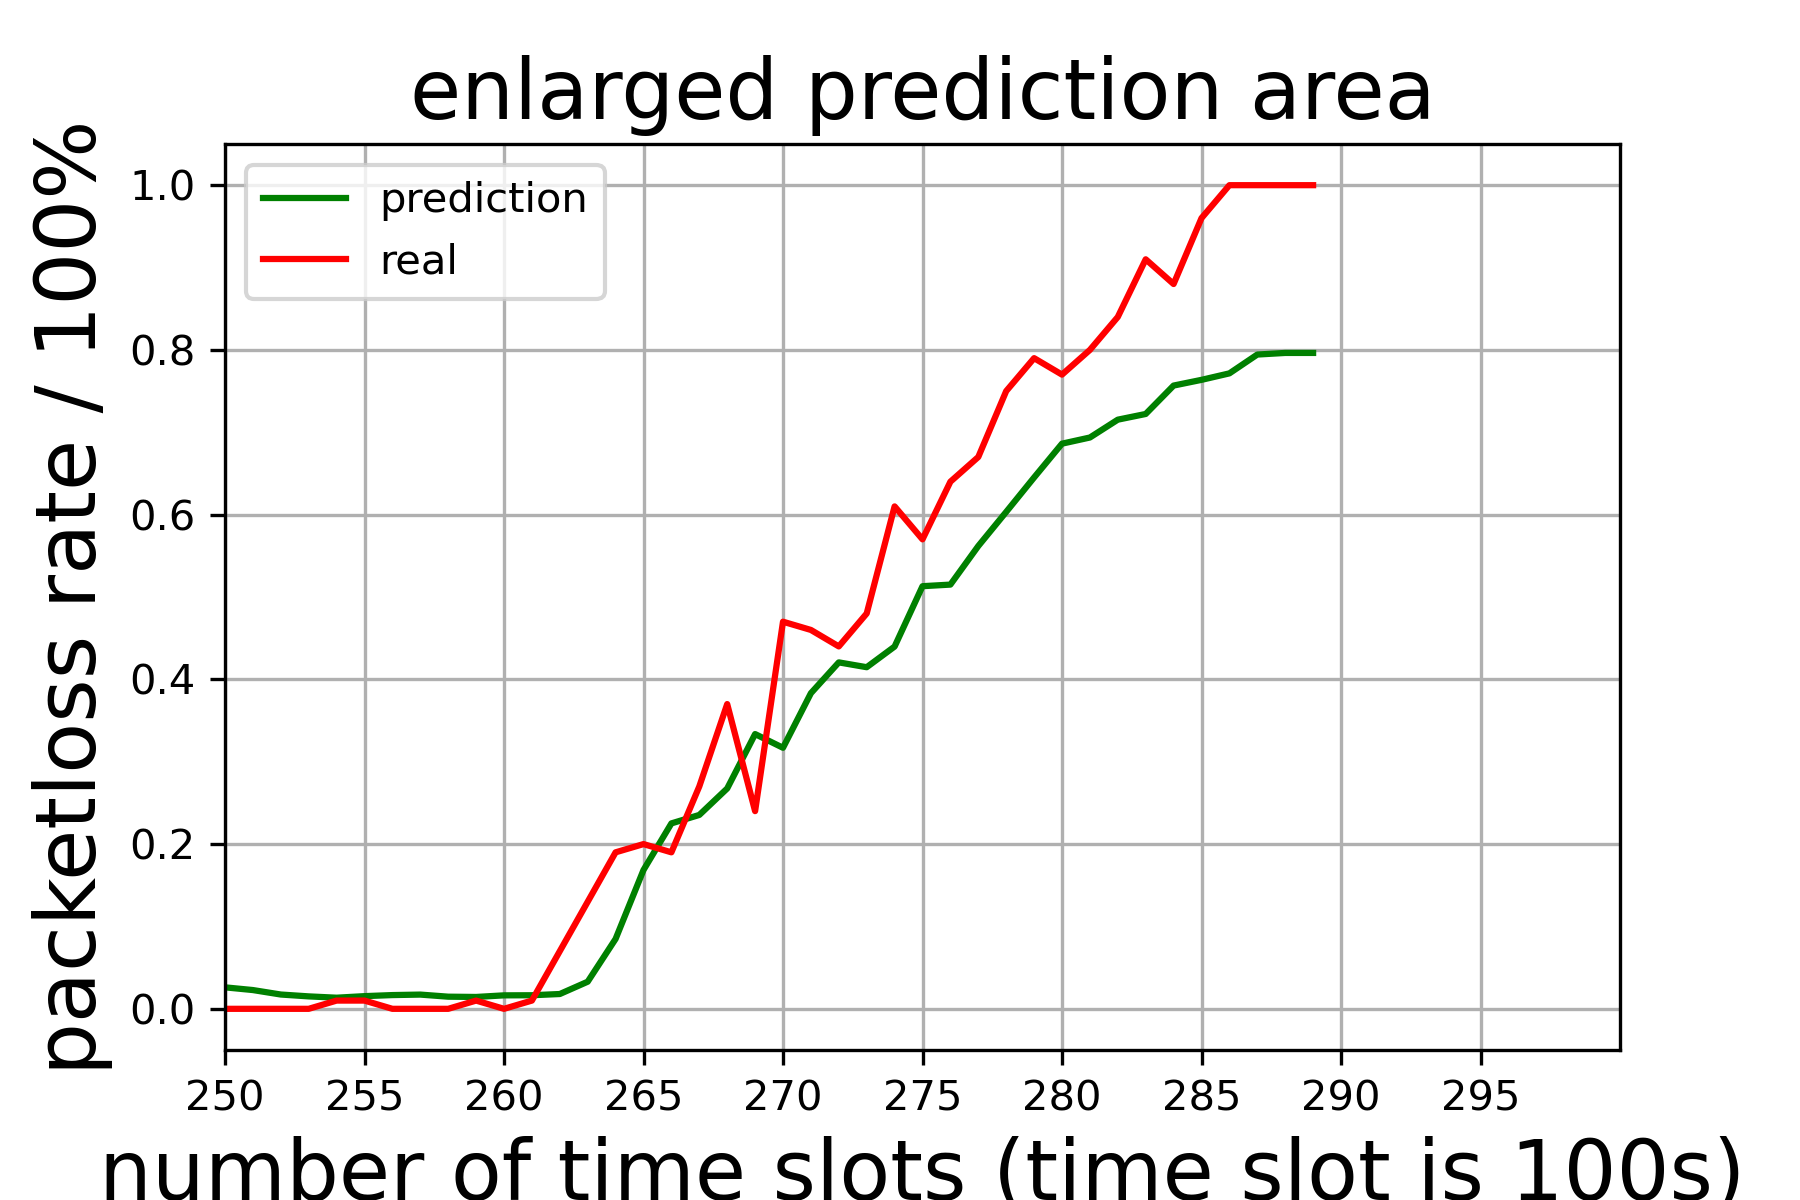 enlarged prediction area
packetloss rate / 100%
1.0
0.8
0.6
0.4
0.2
0.0
prediction
real
250 255 260 265 270 275 280 285 290 295
number of time slots (time slot is 100s)